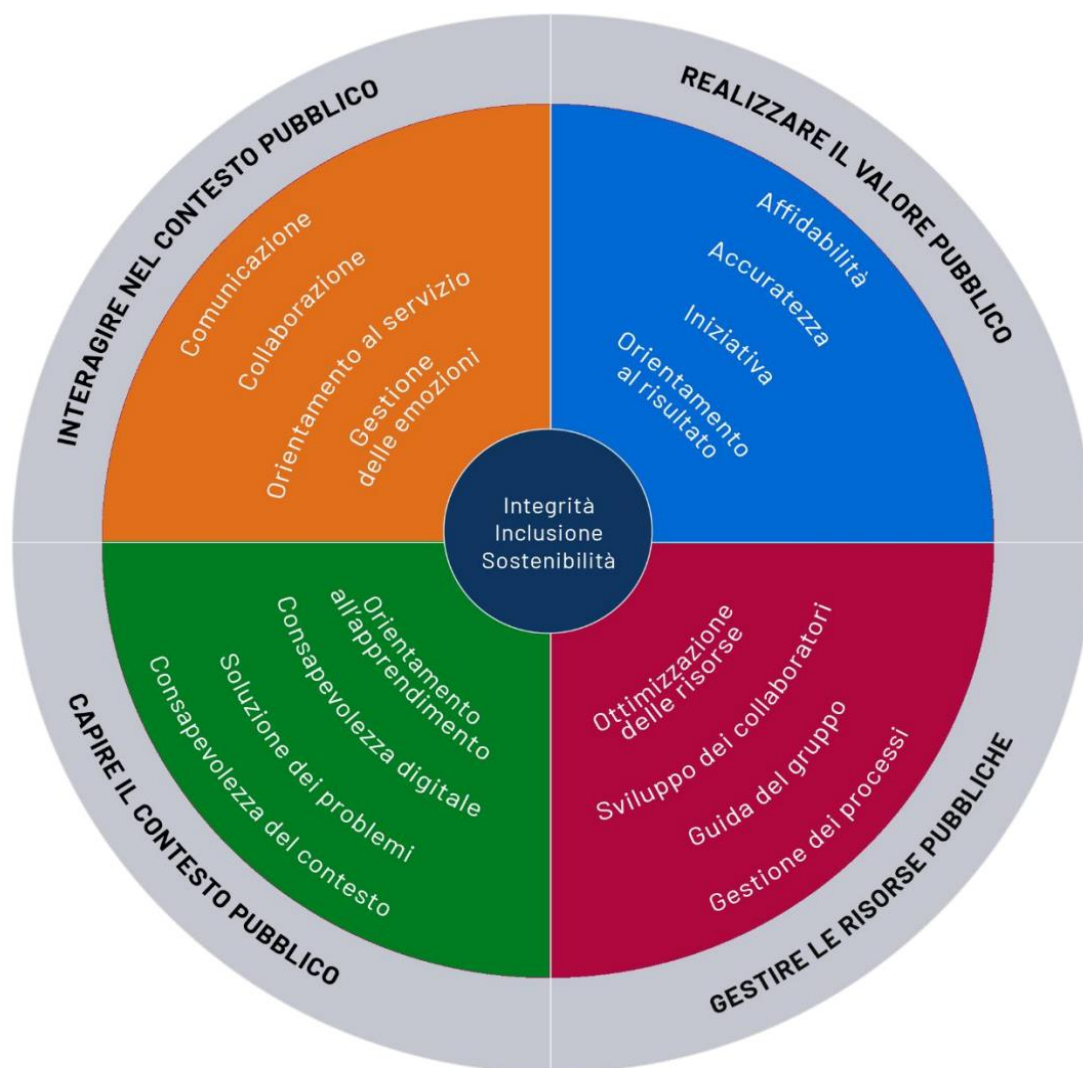 INTERAGIRE NEL CONTESTO PUBBLICO
Comunicazione
Collaborazione
Orientamento al servizio
Gestione
delle emozioni
REALIZZARE IL VALORE PUBBLICO
Affidabilità
Accuratezza
Iniziativa
Orientamento
al risultato
Integrità
Inclusione
Sostenibilità
CAPIRE IL CONTESTO PUBBLICO
Orientamento
all'apprendimento
Consapevolezza digitale
Soluzione dei problemi
Consapevolezza del contesto
GESTIRE LE RISORSE PUBBLICHE
Ottimizzazione
delle risorse
Sviluppo dei collaboratori
Guida del gruppo
Gestione dei processi